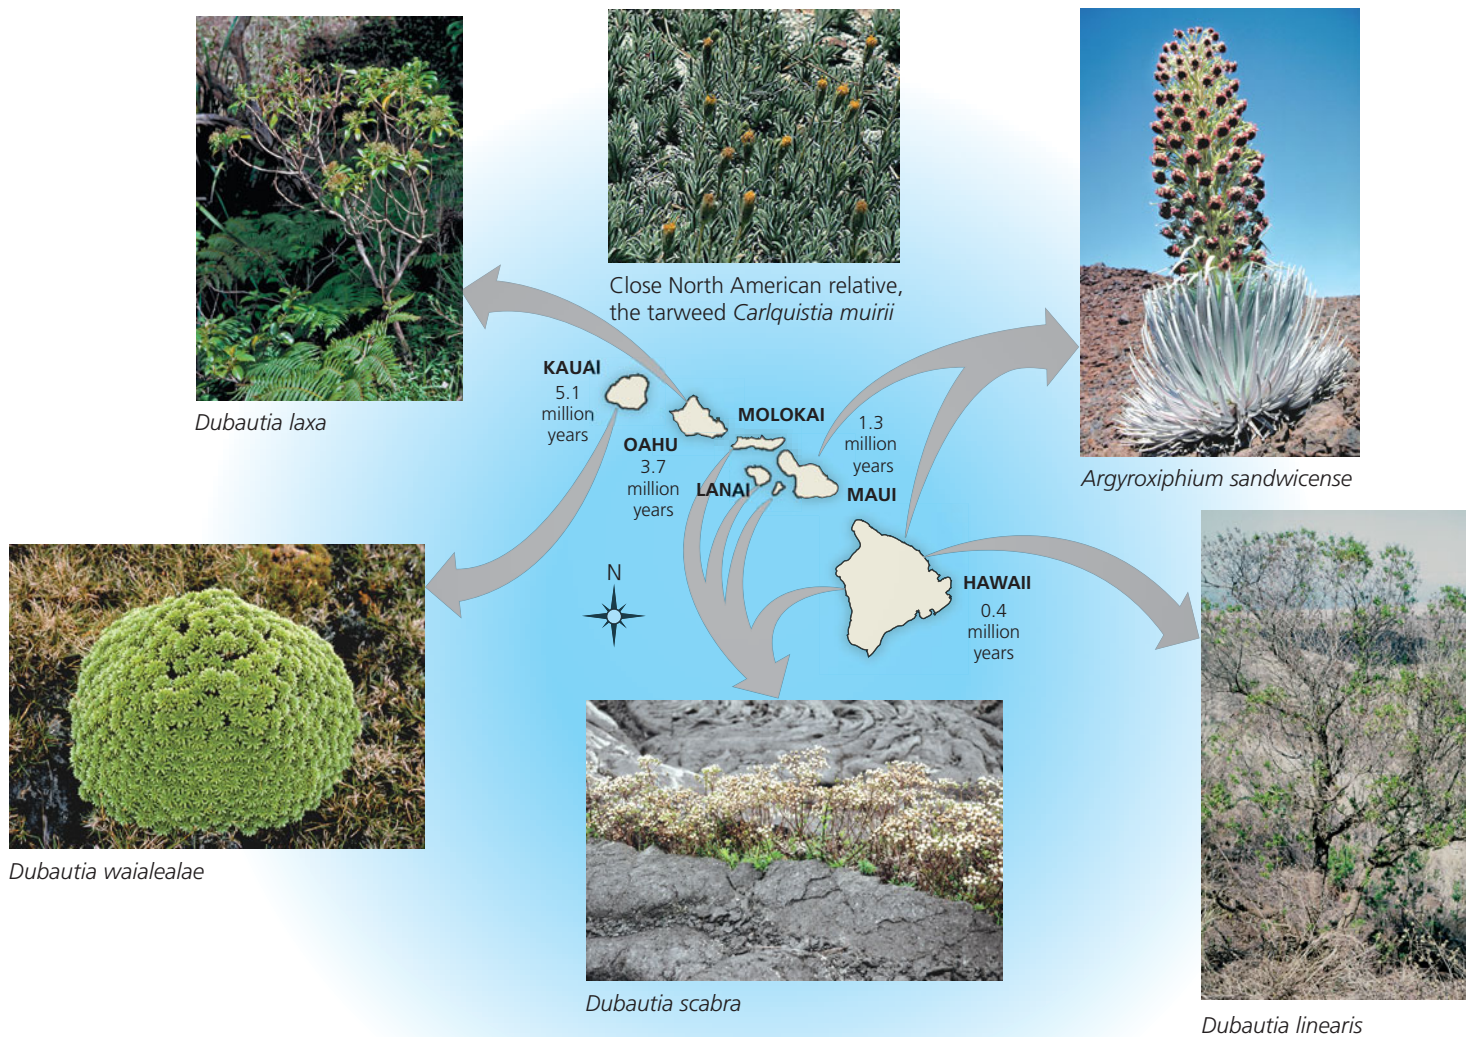 Close North American relative,
the tarweed Carlquistia muirii
Dubautia laxa
KAUAI
5.1
million
years
OAHU
3.7
million
years
MOLOKAI
LANAI
1.3
million
years
MAUI
Argyroxiphium sandwicense
N
HAWAII
0.4
million
years
Dubautia waialealae
Dubautia scabra
Dubautia linearis